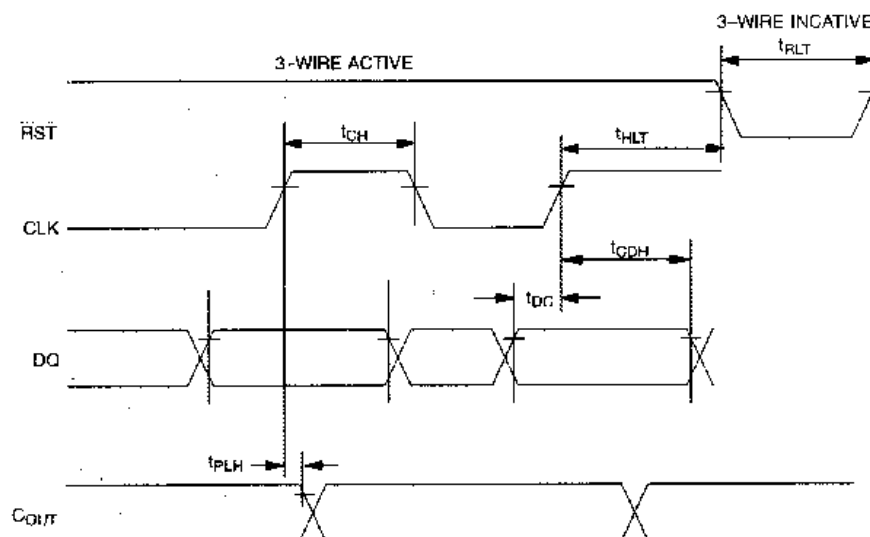 3-WIRE INCATIVE
3-WIRE ACTIVE
tRLT
RST
tCH
tHLT
CLK
tCDH
tDC
DQ
tPLH
COUT